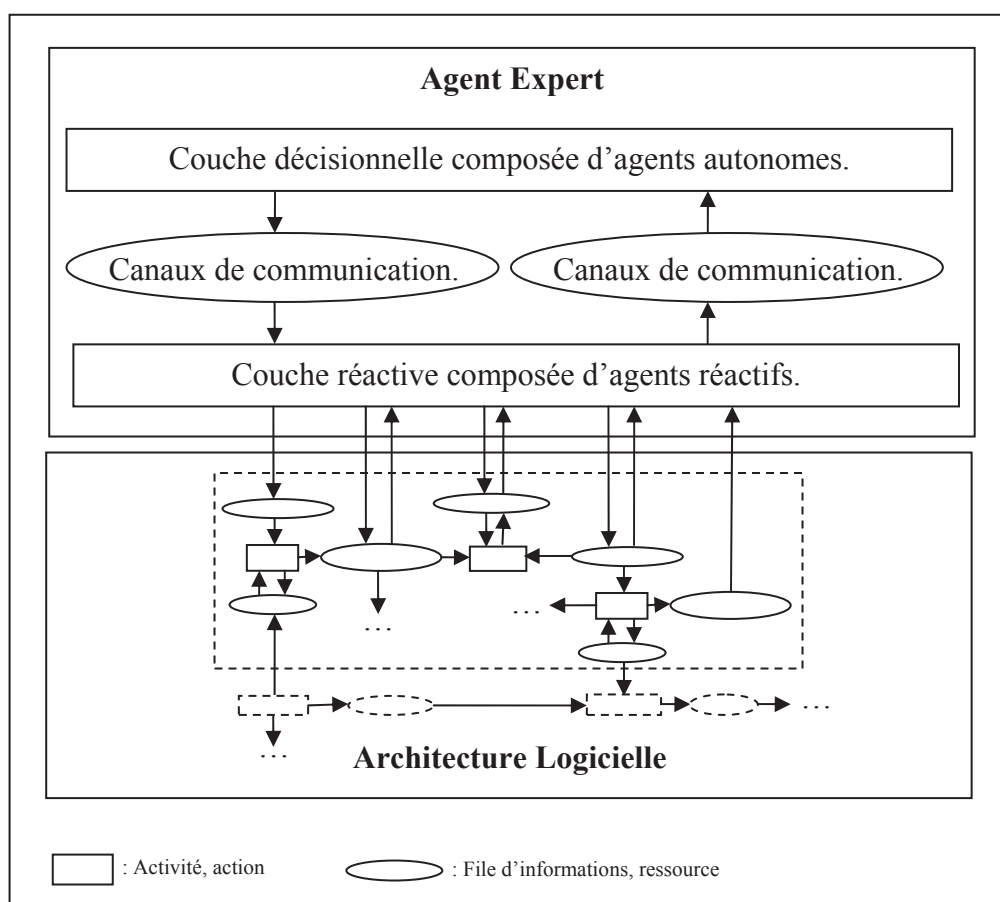 Agent Expert
Couche décisionnelle composée d’agents autonomes.
Canaux de communication.
Canaux de communication.
Couche réactive composée d’agents réactifs.
...
...
...
...
Architecture Logicielle
: Activité, action
: File d’informations, ressource